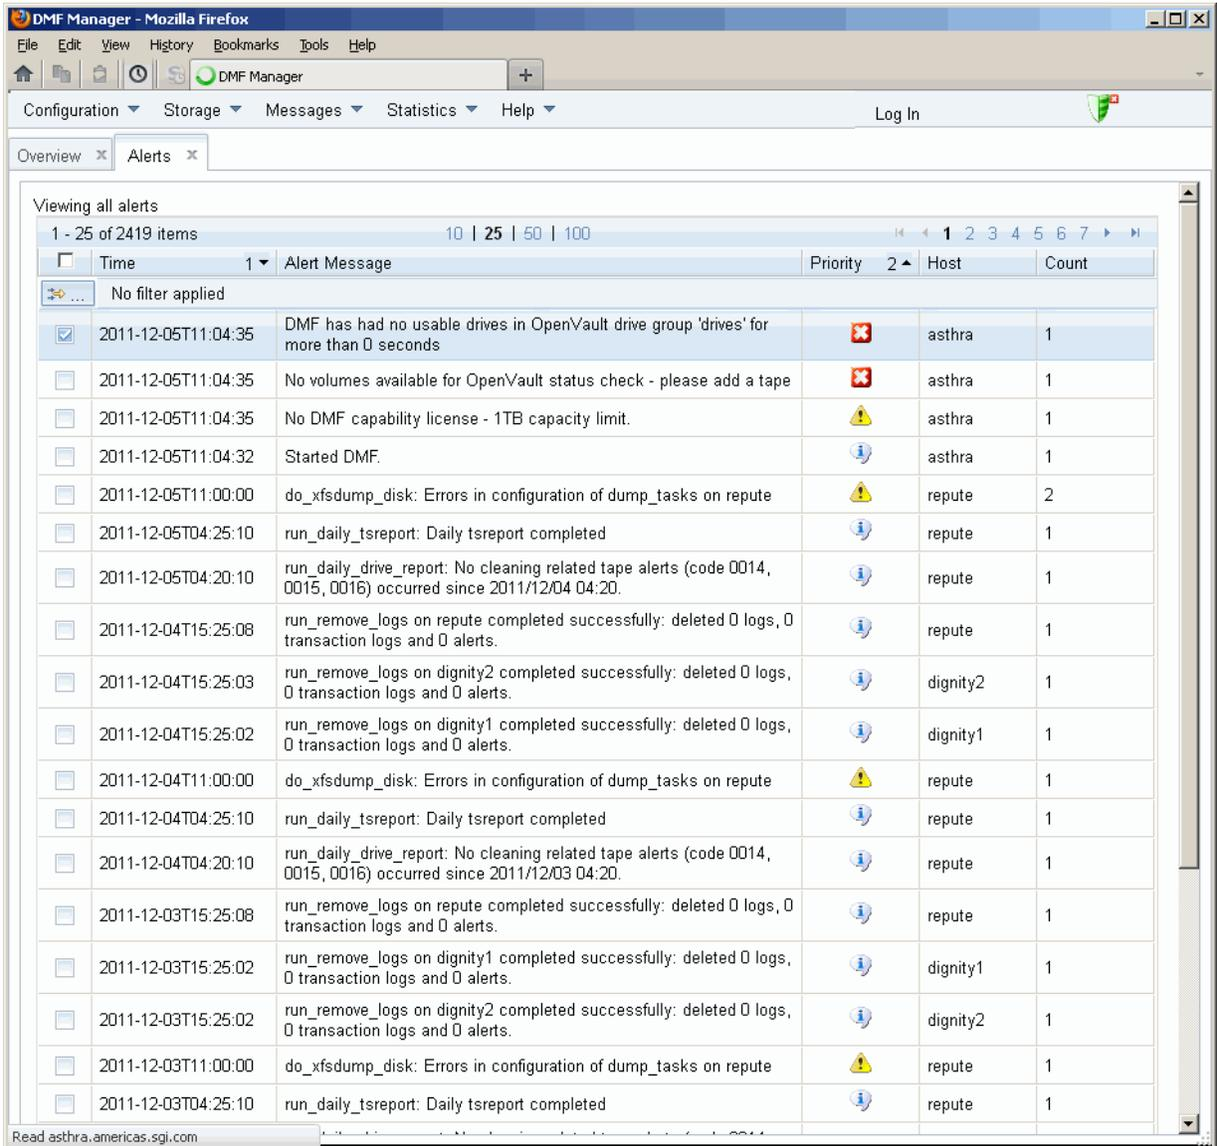 DMF Manager - Mozilla Firefox
File Edit View History Bookmarks Tools Help
DMF Manager
Configuration Storage Messages Statistics Help Log In
Overview Alerts
Viewing all alerts
1 - 25 of 2419 items 10 | 25 | 50 | 100 1 2 3 4 5 6 7
Time 1 Alert Message Priority 2 Host Count
... No filter applied
2011-12-05T11:04:35 DMF has had no usable drives in OpenVault drive group 'drives' for asthra 1
more than 0 seconds
2011-12-05T11:04:35 No volumes available for OpenVault status check - please add a tape asthra 1
2011-12-05T11:04:35 No DMF capability license - 1TB capacity limit. asthra 1
2011-12-05T11:04:32 Started DMF. asthra 1
2011-12-05T11:00:00 do_xfsdump_disk: Errors in configuration of dump_tasks on repute repute 2
2011-12-05T04:25:10 run_daily_tsreport: Daily tsreport completed repute 1
2011-12-05T04:20:10 run_daily_drive_report: No cleaning related tape alerts (code 0014, repute 1
0015, 0016) occurred since 2011/12/04 04:20.
2011-12-04T15:25:08 run_remove_logs on repute completed successfully: deleted 0 logs, 0 repute 1
transaction logs and 0 alerts.
2011-12-04T15:25:03 run_remove_logs on dignity2 completed successfully: deleted 0 logs, dignity2 1
0 transaction logs and 0 alerts.
2011-12-04T15:25:02 run_remove_logs on dignity1 completed successfully: deleted 0 logs, dignity1 1
0 transaction logs and 0 alerts.
2011-12-04T11:00:00 do_xfsdump_disk: Errors in configuration of dump_tasks on repute repute 1
2011-12-04T04:25:10 run_daily_tsreport: Daily tsreport completed repute 1
2011-12-04T04:20:10 run_daily_drive_report: No cleaning related tape alerts (code 0014, repute 1
0015, 0016) occurred since 2011/12/03 04:20.
2011-12-03T15:25:08 run_remove_logs on repute completed successfully: deleted 0 logs, 0 repute 1
transaction logs and 0 alerts.
2011-12-03T15:25:02 run_remove_logs on dignity1 completed successfully: deleted 0 logs, dignity1 1
0 transaction logs and 0 alerts.
2011-12-03T15:25:02 run_remove_logs on dignity2 completed successfully: deleted 0 logs, dignity2 1
0 transaction logs and 0 alerts.
2011-12-03T11:00:00 do_xfsdump_disk: Errors in configuration of dump_tasks on repute repute 1
2011-12-03T04:25:10 run_daily_tsreport: Daily tsreport completed repute 1
Read asthra.americas.sgi.com